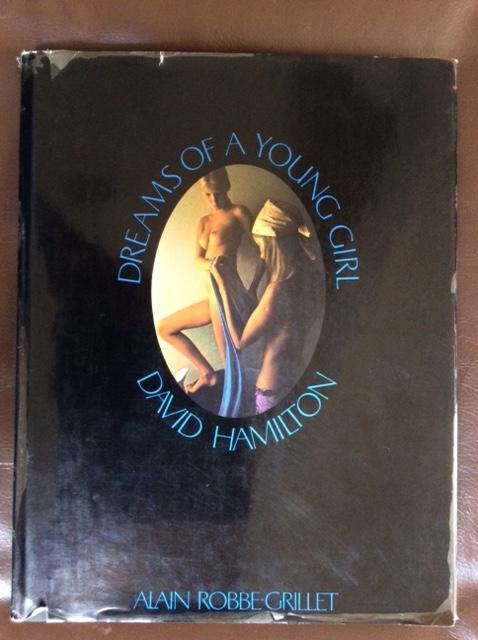 DREAMS OF A YOUNG GIRL
DAVID HAMILTON
ALAIN ROBBE-GRILLET